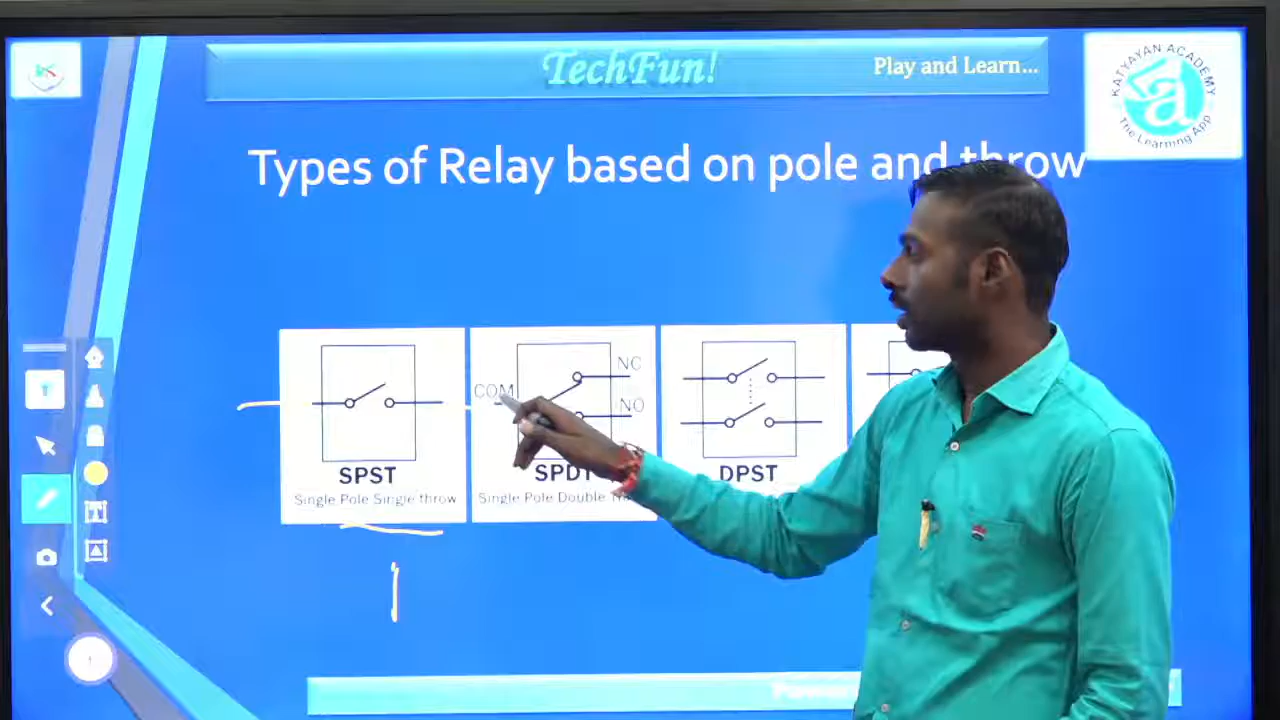 TechFun!
Play and Learn...
KATYAYAN ACADEMY
The Learning App
Types of Relay based on pole and throw
NC
COM
NO
SPST
SPDT
DPST
Single Pole Single throw
Single Pole Double